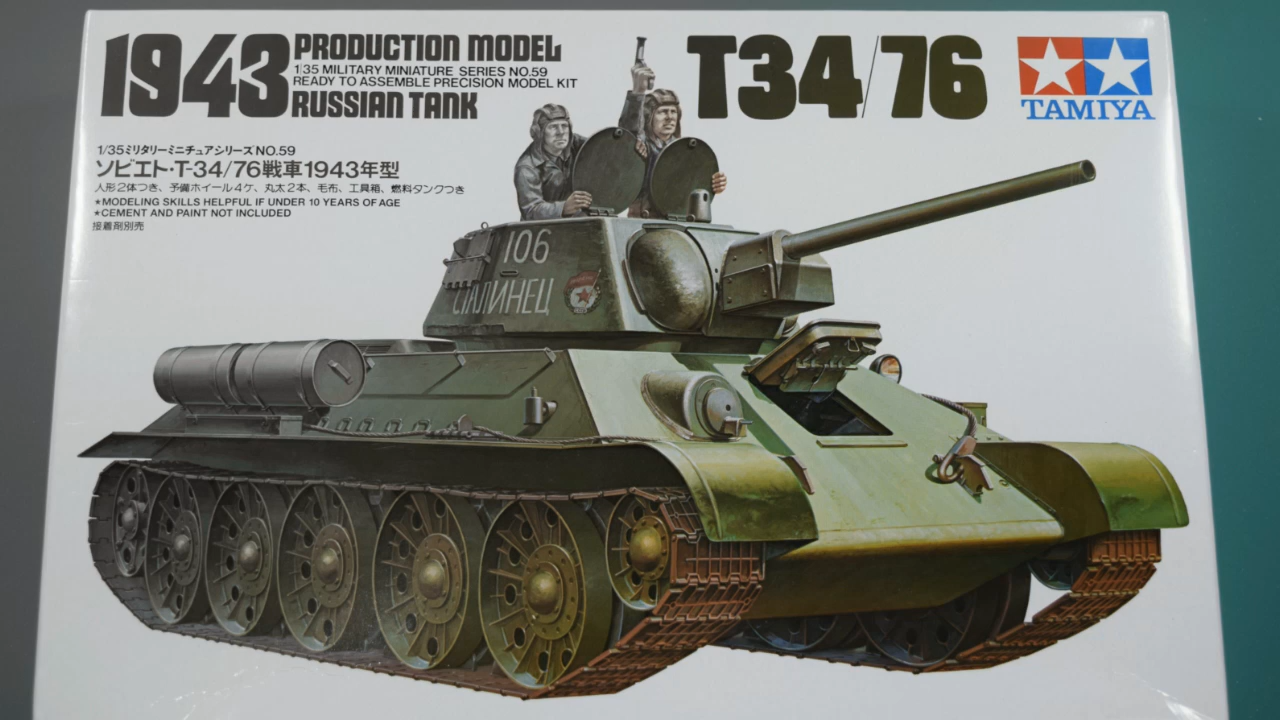 1943
PRODUCTION MODEL
1/35 MILITARY MINIATURE SERIES NO.59
READY TO ASSEMBLE PRECISION MODEL KIT
RUSSIAN TANK
T34/76
TAMIYA
1/35ミリタリーミニチュアシリーズNO.59
ソビエト・T-34/76戦車1943年型
人形2体つき、予備ホイール4ケ、丸太2本、毛布、工具箱、燃料タンクつき
★MODELING SKILLS HELPFUL IF UNDER 10 YEARS OF AGE
★CEMENT AND PAINT NOT INCLUDED
接着剤別売
106
СТАЛИНЕЦ